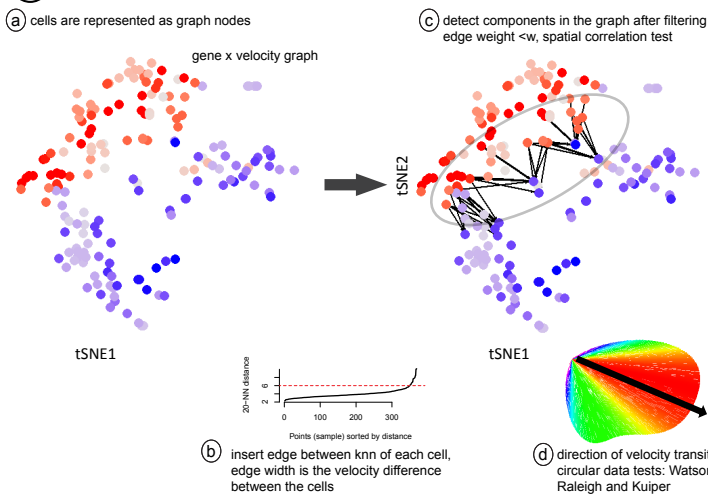 a cells are represented as graph nodes
gene x velocity graph
tSNE1
c detect components in the graph after filtering
edge weight <w, spatial correlation test
tSNE2
tSNE1
20−NN distance
2 6
0 100 200 300
Points (sample) sorted by distance
b insert edge between knn of each cell,
edge width is the velocity difference
between the cells
d direction of velocity transit
circular data tests: Watson
Raleigh and Kuiper